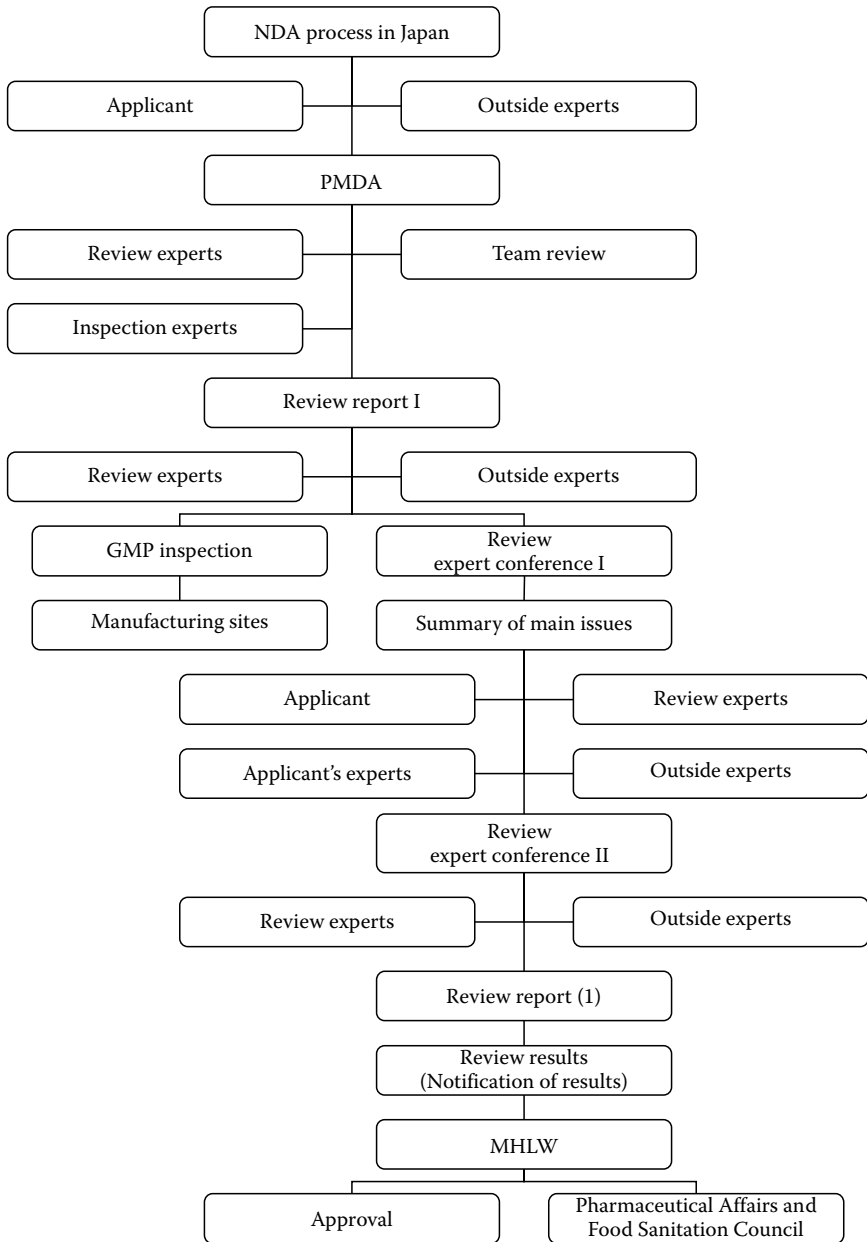 NDA process in Japan
Applicant
Outside experts
PMDA
Review experts
Team review
Inspection experts
Review report I
Review experts
Outside experts
GMP inspection
Review
expert conference I
Manufacturing sites
Summary of main issues
Applicant
Review experts
Applicant’s experts
Outside experts
Review
expert conference II
Review experts
Outside experts
Review report (1)
Review results
(Notification of results)
MHLW
Approval
Pharmaceutical Affairs and
Food Sanitation Council